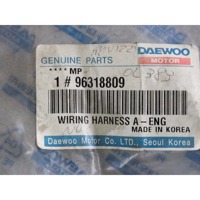 GENUINE PARTS
DAEWOO
MOTOR
****MP-
1 # 96318809
WIRING HARNESS A-ENG
MADE IN KOREA
Daewoo Motor Co. LTD., Seoul Korea